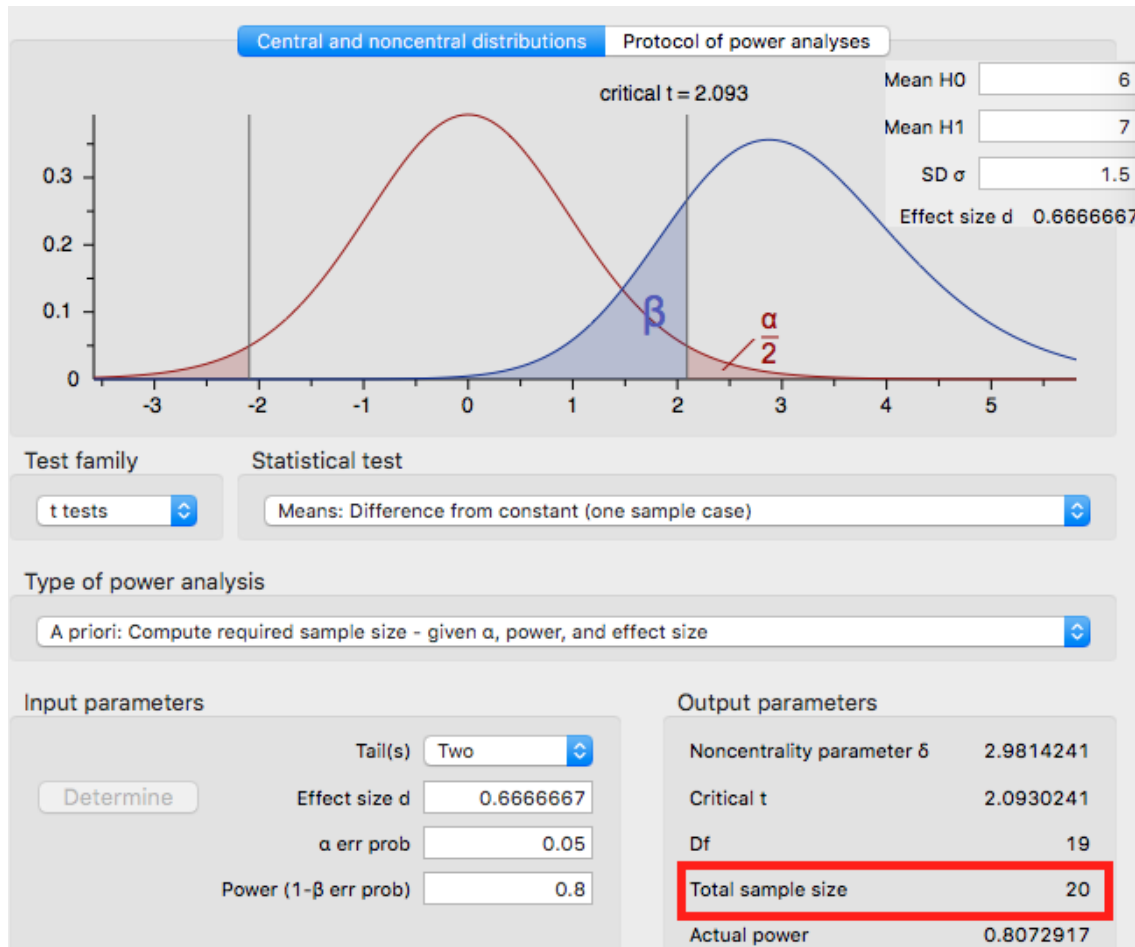 Central and noncentral distributions Protocol of power analyses
critical t = 2.093
Mean H0 6
Mean H1 7
SD σ 1.5
Effect size d 0.6666667
0.3
0.2
0.1
0
β
α
2
-3 -2 -1 0 1 2 3 4 5
Test family Statistical test
t tests Means: Difference from constant (one sample case)
Type of power analysis
A priori: Compute required sample size - given α, power, and effect size
Input parameters Output parameters
Tail(s) Two Noncentrality parameter δ 2.9814241
Determine Effect size d 0.6666667 Critical t 2.0930241
α err prob 0.05 Df 19
Power (1-β err prob) 0.8 Total sample size 20
Actual power 0.8072917